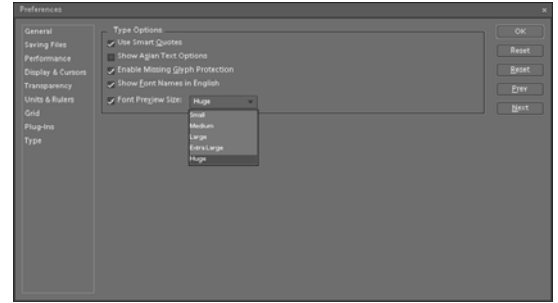 Preferences
General
Saving Files
Performance
Display & Cursors
Transparency
Units & Rulers
Grid
Plug-Ins
Type
Type Options
Use Smart Quotes
Show Asian Text Options
Enable Missing Glyph Protection
Show Font Names in English
Font Preview Size: Huge
Small
Medium
Large
Extra Large
Huge
OK
Reset
Reset
Prev
Next